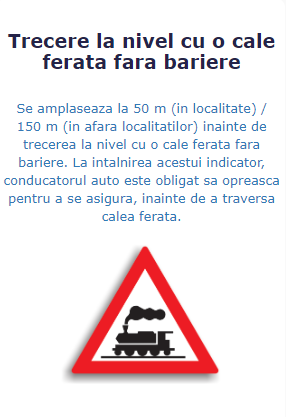 Trecere la nivel cu o cale
ferata fara bariere
Se amplaseaza la 50 m (in localitate) /
150 m (in afara localitatilor) inainte de
trecerea la nivel cu o cale ferata fara
bariere. La intalnirea acestui indicator,
conducatorul auto este obligat sa opreasca
pentru a se asigura, inainte de a traversa
calea ferata.